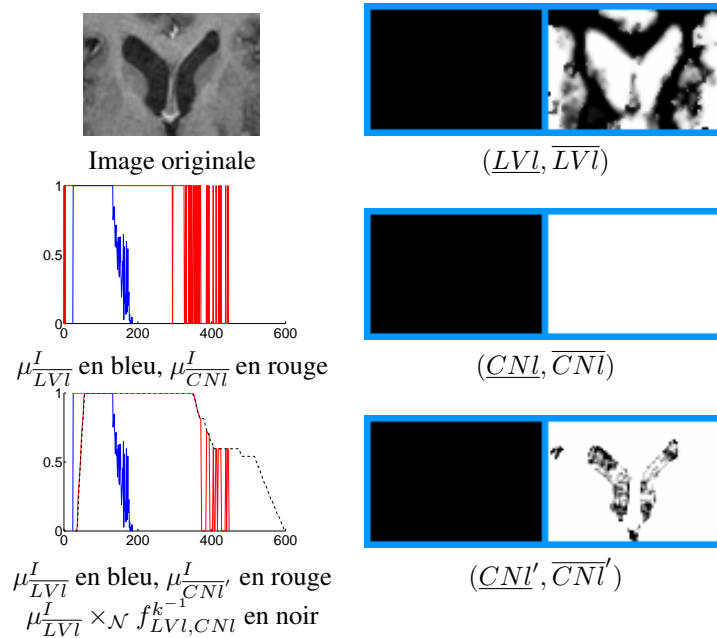 Image originale
(LVl, LVl)
1
0.5
0
0 200 400 600
μ^I_LVl en bleu, μ^I_CNl en rouge
(CNl, CNl)
1
0.5
0
0 200 400 600
μ^I_LVl en bleu, μ^I_CNl' en rouge
μ^I_LVl ×_N f^{k^-1}_{LVl,CNl} en noir
(CNl', CNl')